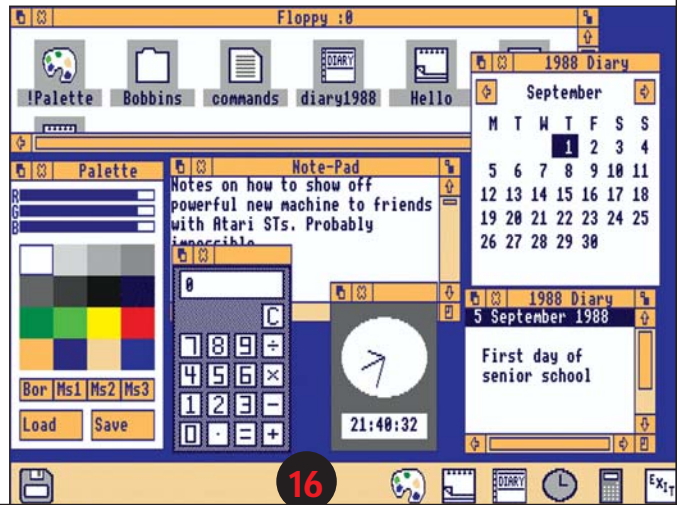 Floppy :0
!Palette Bobbins commands diary1988 Hello
DIARY
1988 Diary
September
M T W T F S S
1 2 3 4
5 6 7 8 9 10 11
12 13 14 15 16 17 18
19 20 21 22 23 24 25
26 27 28 29 30
Palette
R
G
B
Bor Ms1 Ms2 Ms3
Load Save
Note-Pad
Notes on how to show off
powerful new machine to friends
with Atari STs. Probably
impossible
0
C
7 8 9 ÷
4 5 6 ×
1 2 3 -
0 · = +
21:40:32
1988 Diary
5 September 1988
First day of
senior school
16
DIARY
EXIT